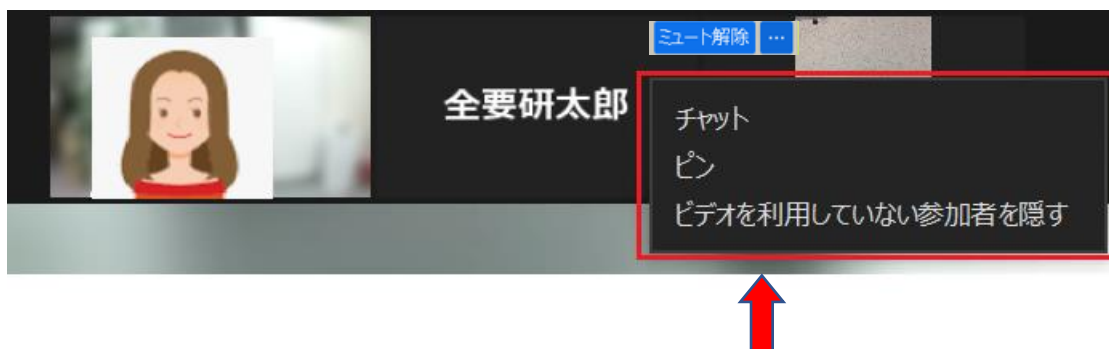 ミュート解除 …
全要研太郎
チャット
ピン
ビデオを利用していない参加者を隠す